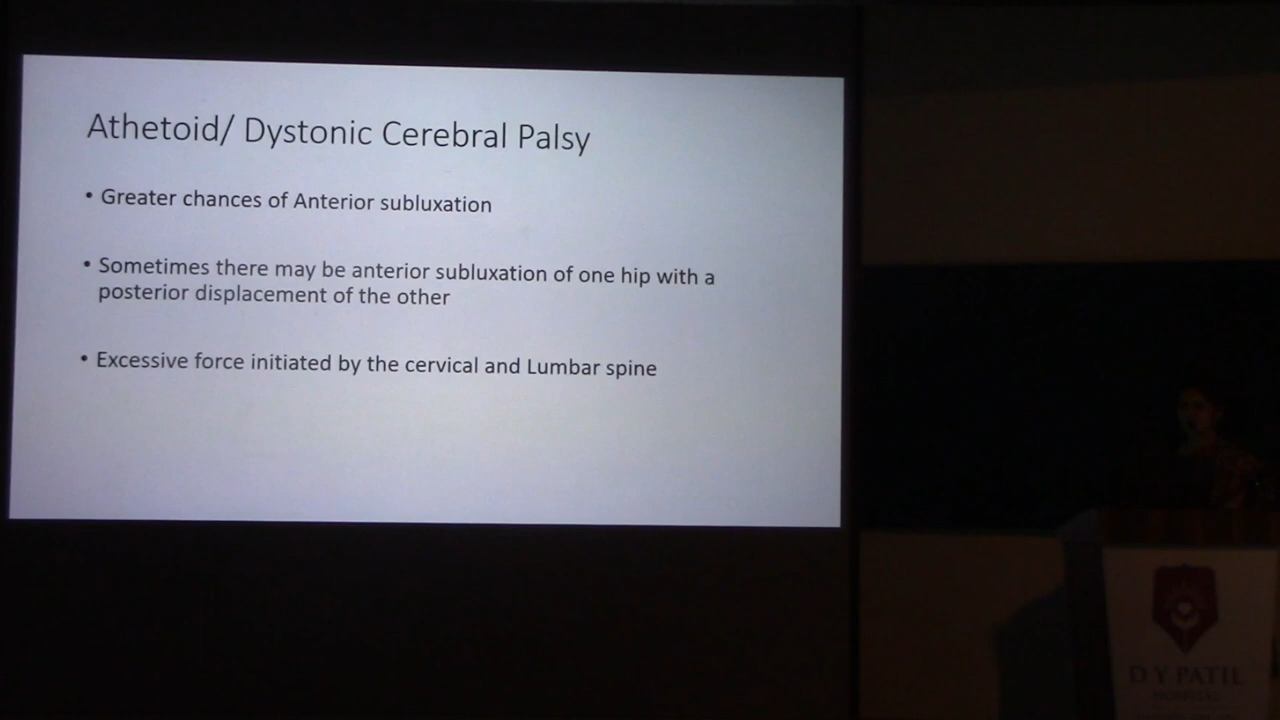 Athetoid/ Dystonic Cerebral Palsy
• Greater chances of Anterior subluxation
• Sometimes there may be anterior subluxation of one hip with a
posterior displacement of the other
• Excessive force initiated by the cervical and Lumbar spine
D Y PATIL
HOSPITAL